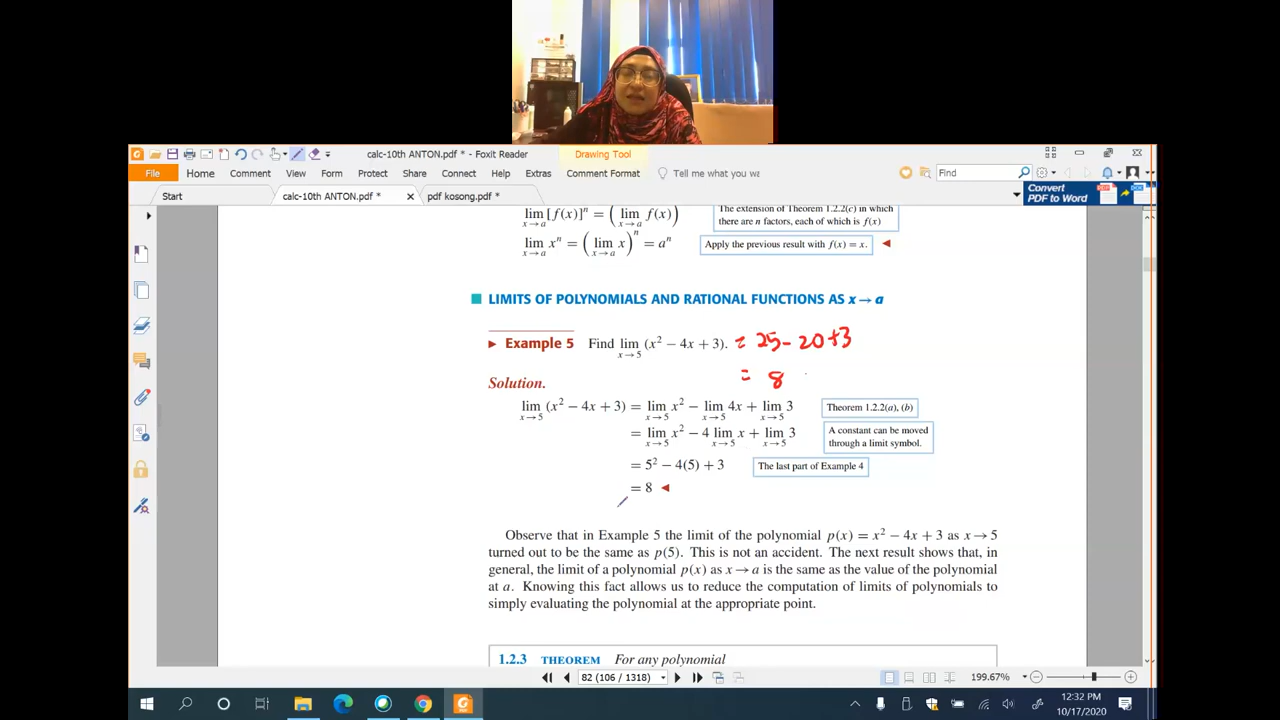 calc-10th ANTON.pdf * - Foxit Reader
Drawing Tool
File Home Comment View Form Protect Share Connect Help Extras Comment Format Tell me what you wa Find
Start calc-10th ANTON.pdf * pdf kosong.pdf *
Convert PDF to Word
lim x→a [f(x)]ⁿ = (lim x→a f(x))ⁿ
The extension of Theorem 1.2.2(c) in which
there are n factors, each of which is f(x)
lim x→a xⁿ = (lim x→a x)ⁿ = aⁿ
Apply the previous result with f(x) = x.
LIMITS OF POLYNOMIALS AND RATIONAL FUNCTIONS AS x → a
Example 5 Find lim x→5 (x² − 4x + 3). = 25 - 20 + 3
= 8
Solution.
lim x→5 (x² − 4x + 3) = lim x→5 x² − lim x→5 4x + lim x→5 3
Theorem 1.2.2(a), (b)
= lim x→5 x² − 4 lim x→5 x + lim x→5 3
A constant can be moved
through a limit symbol.
= 5² − 4(5) + 3
The last part of Example 4
= 8
Observe that in Example 5 the limit of the polynomial p(x) = x² − 4x + 3 as x → 5
turned out to be the same as p(5). This is not an accident. The next result shows that, in
general, the limit of a polynomial p(x) as x → a is the same as the value of the polynomial
at a. Knowing this fact allows us to reduce the computation of limits of polynomials to
simply evaluating the polynomial at the appropriate point.
1.2.3 THEOREM For any polynomial
82 (106 / 1318)
199.67%
12:32 PM
10/17/2020